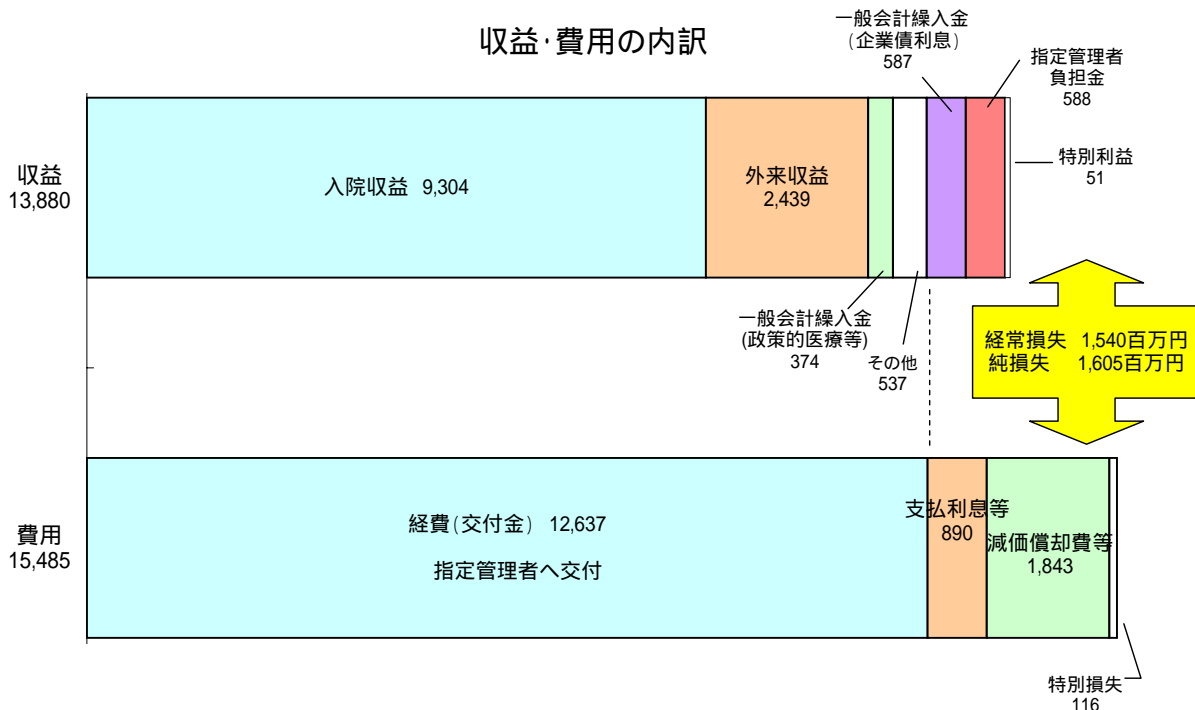 収益・費用の内訳
一般会計繰入金
(企業債利息)
587
指定管理者
負担金
588
特別利益
51
収益
13,880
入院収益 9,304
外来収益
2,439
一般会計繰入金
(政策的医療等)
374
その他
537
経常損失 1,540百万円
純損失 1,605百万円
費用
15,485
経費(交付金) 12,637
指定管理者へ交付
支払利息等
890
減価償却費等
1,843
特別損失
116